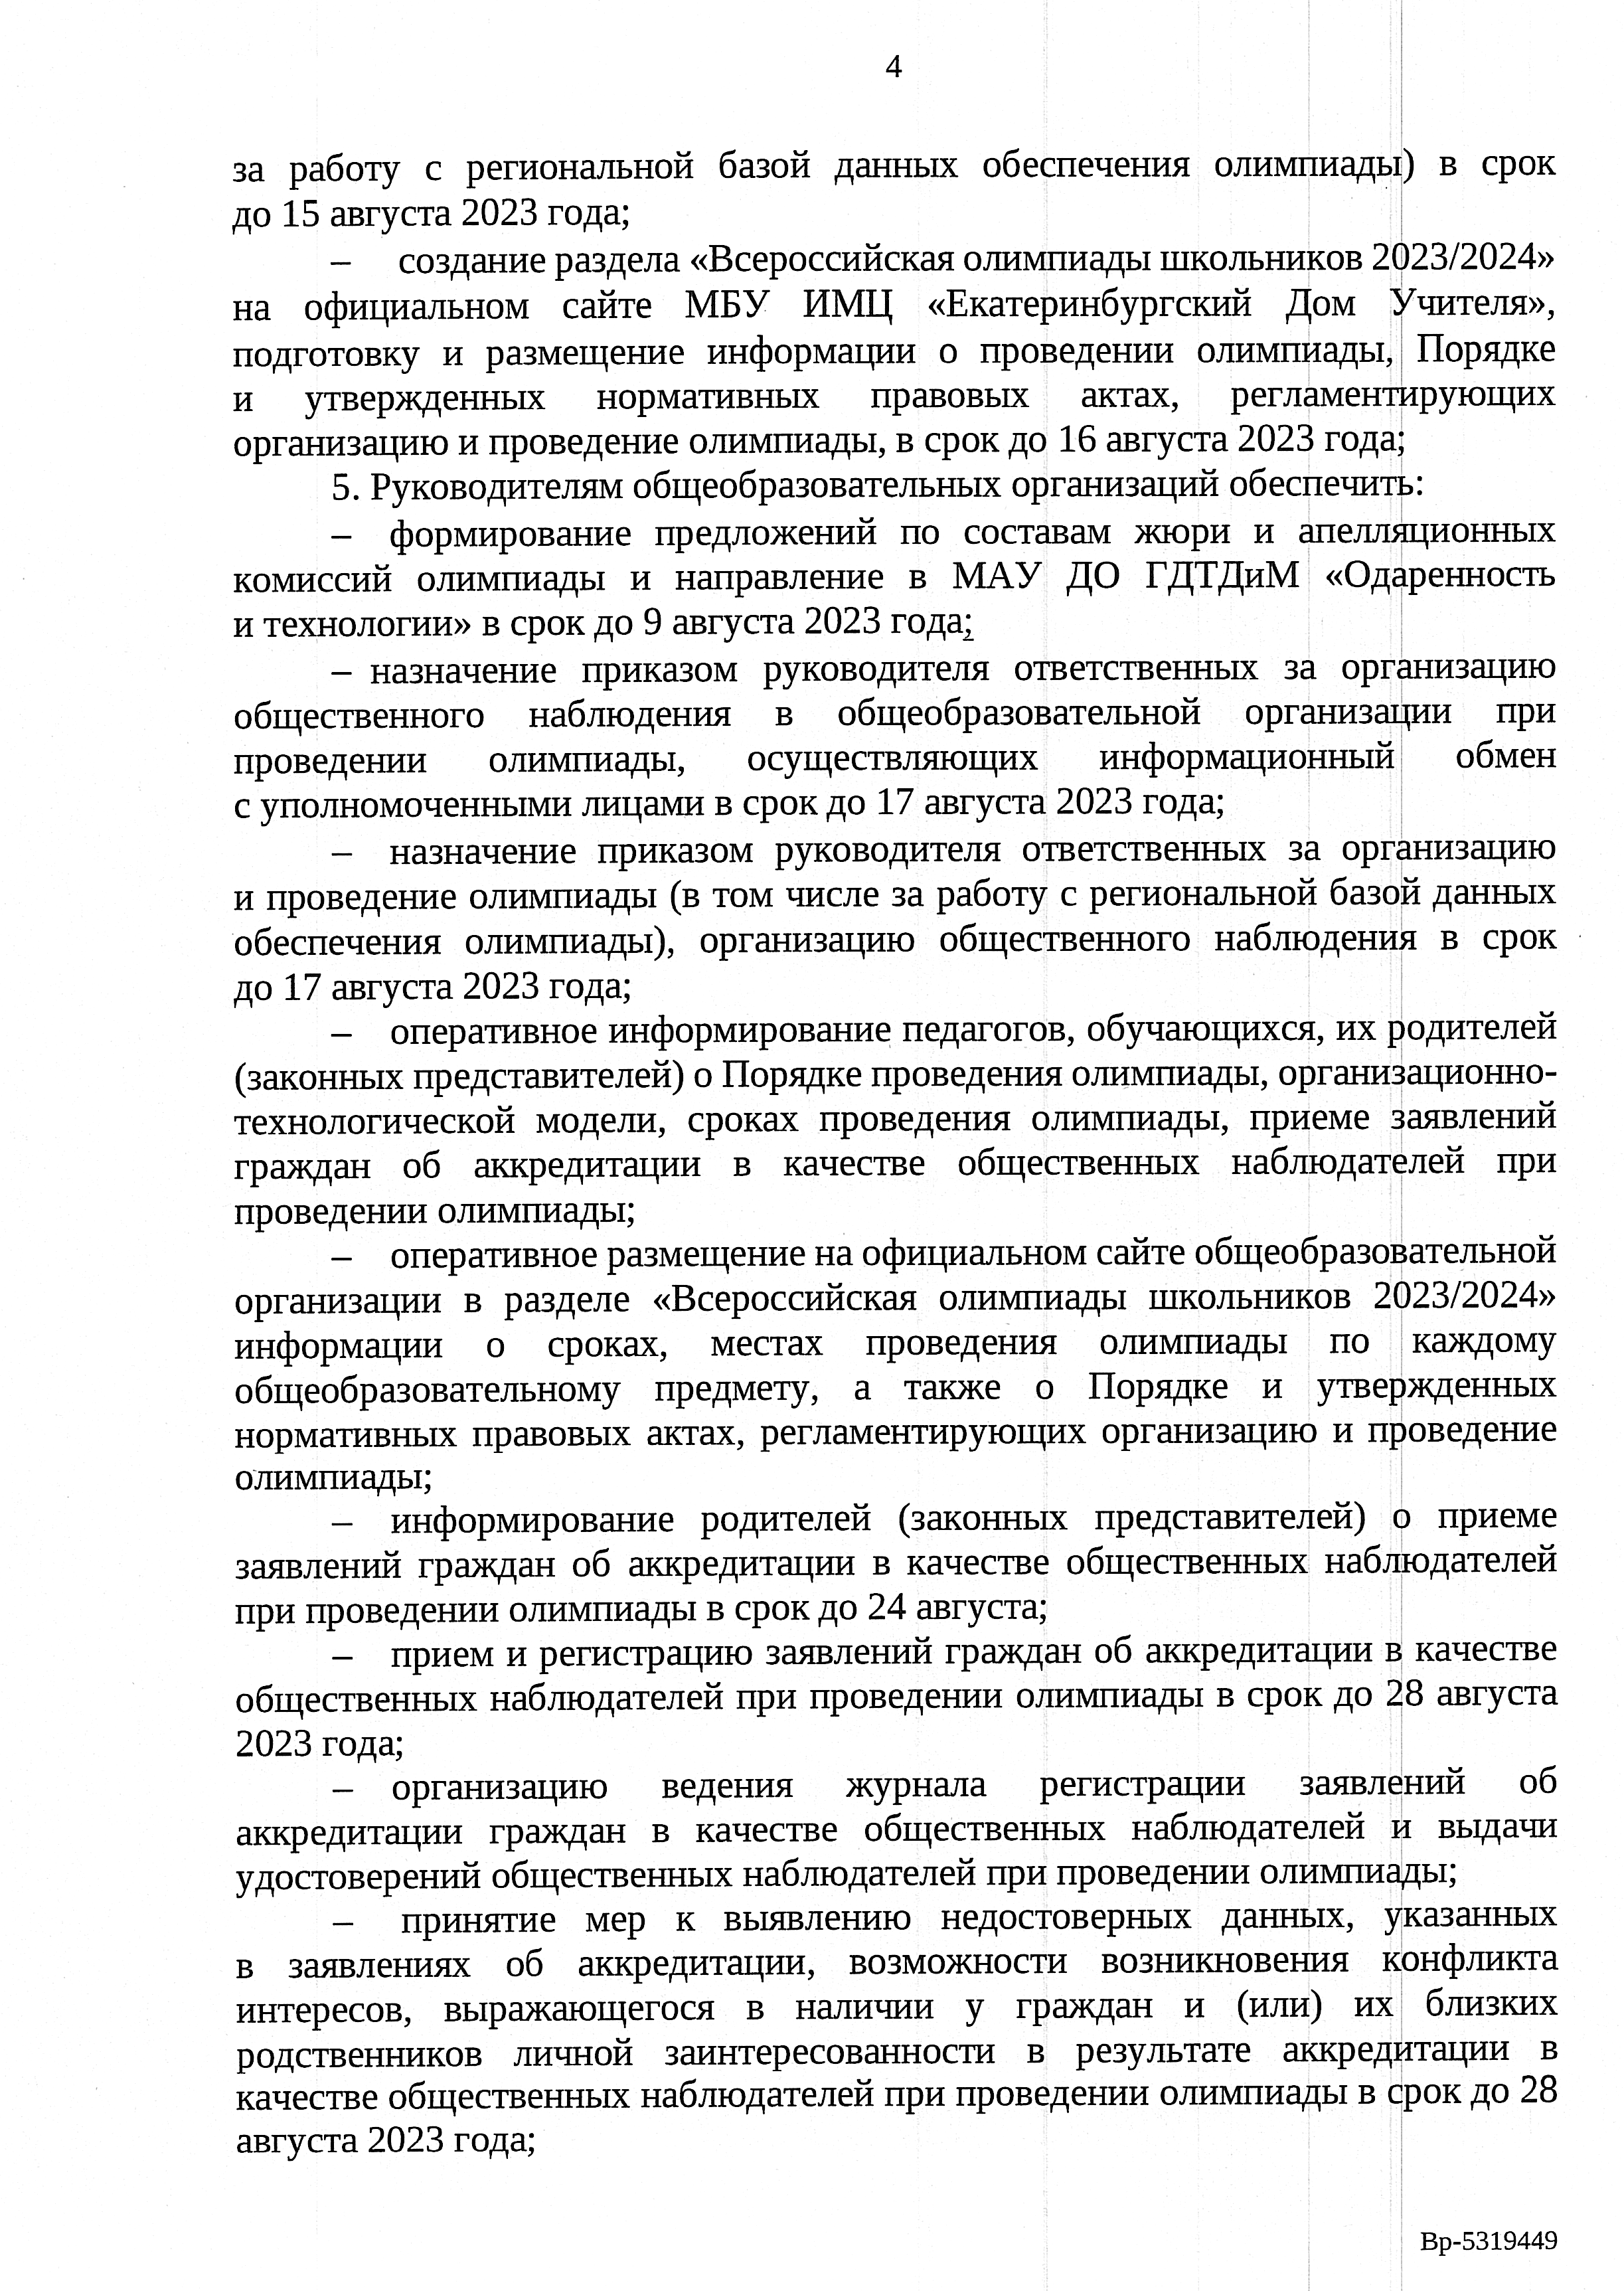 4
за работу с региональной базой данных обеспечения олимпиады) в срок
до 15 августа 2023 года;
– создание раздела «Всероссийская олимпиады школьников 2023/2024»
на официальном сайте МБУ ИМЦ «Екатеринбургский Дом Учителя»,
подготовку и размещение информации о проведении олимпиады, Порядке
и утвержденных нормативных правовых актах, регламентирующих
организацию и проведение олимпиады, в срок до 16 августа 2023 года;
5. Руководителям общеобразовательных организаций обеспечить:
– формирование предложений по составам жюри и апелляционных
комиссий олимпиады и направление в МАУ ДО ГДТДиМ «Одаренность
и технологии» в срок до 9 августа 2023 года;
– назначение приказом руководителя ответственных за организацию
общественного наблюдения в общеобразовательной организации при
проведении олимпиады, осуществляющих информационный обмен
с уполномоченными лицами в срок до 17 августа 2023 года;
– назначение приказом руководителя ответственных за организацию
и проведение олимпиады (в том числе за работу с региональной базой данных
обеспечения олимпиады), организацию общественного наблюдения в срок
до 17 августа 2023 года;
– оперативное информирование педагогов, обучающихся, их родителей
(законных представителей) о Порядке проведения олимпиады, организационно-
технологической модели, сроках проведения олимпиады, приеме заявлений
граждан об аккредитации в качестве общественных наблюдателей при
проведении олимпиады;
– оперативное размещение на официальном сайте общеобразовательной
организации в разделе «Всероссийская олимпиады школьников 2023/2024»
информации о сроках, местах проведения олимпиады по каждому
общеобразовательному предмету, а также о Порядке и утвержденных
нормативных правовых актах, регламентирующих организацию и проведение
олимпиады;
– информирование родителей (законных представителей) о приеме
заявлений граждан об аккредитации в качестве общественных наблюдателей
при проведении олимпиады в срок до 24 августа;
– прием и регистрацию заявлений граждан об аккредитации в качестве
общественных наблюдателей при проведении олимпиады в срок до 28 августа
2023 года;
– организацию ведения журнала регистрации заявлений об
аккредитации граждан в качестве общественных наблюдателей и выдачи
удостоверений общественных наблюдателей при проведении олимпиады;
– принятие мер к выявлению недостоверных данных, указанных
в заявлениях об аккредитации, возможности возникновения конфликта
интересов, выражающегося в наличии у граждан и (или) их близких
родственников личной заинтересованности в результате аккредитации в
качестве общественных наблюдателей при проведении олимпиады в срок до 28
августа 2023 года;
Вр-5319449